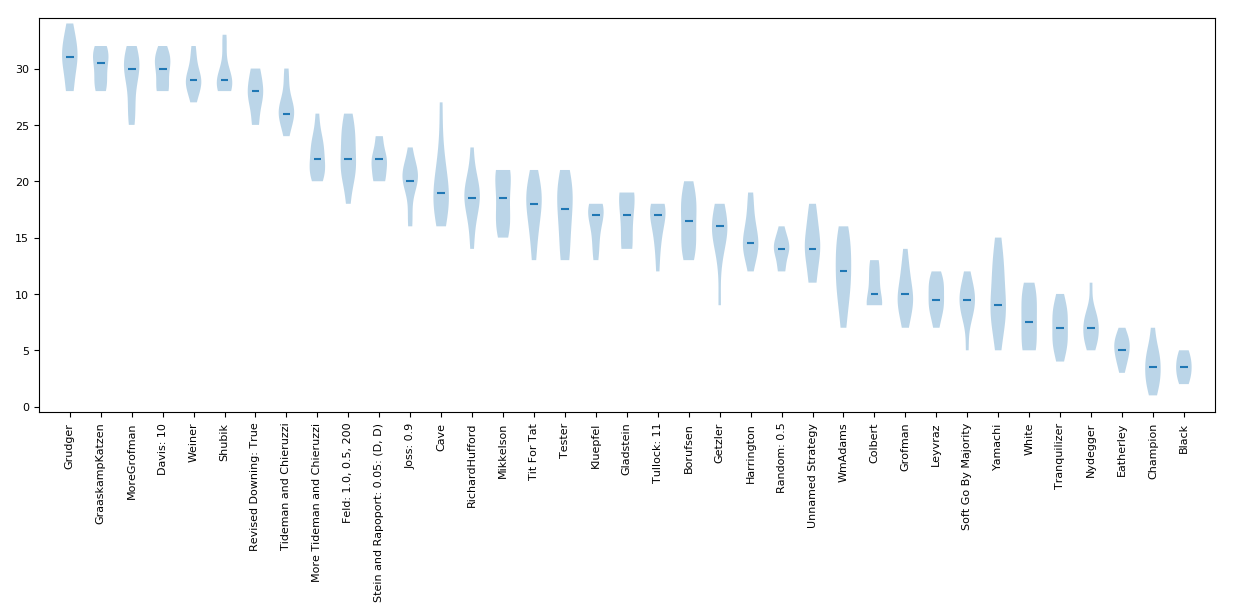 30
25
20
15
10
5
0
Grudger
GraaskampKatzen
MoreGrofman
Davis: 10
Weiner
Shubik
Revised Downing: True
Tideman and Chieruzzi
More Tideman and Chieruzzi
Feld: 1.0, 0.5, 200
Stein and Rapoport: 0.05: (D, D)
Joss: 0.9
Cave
RichardHufford
Mikkelson
Tit For Tat
Tester
Kluepfel
Gladstein
Tullock: 11
Borufsen
Getzler
Harrington
Random: 0.5
Unnamed Strategy
WmAdams
Colbert
Grofman
Leyvraz
Soft Go By Majority
Yamachi
White
Tranquilizer
Nydegger
Eatherley
Champion
Black